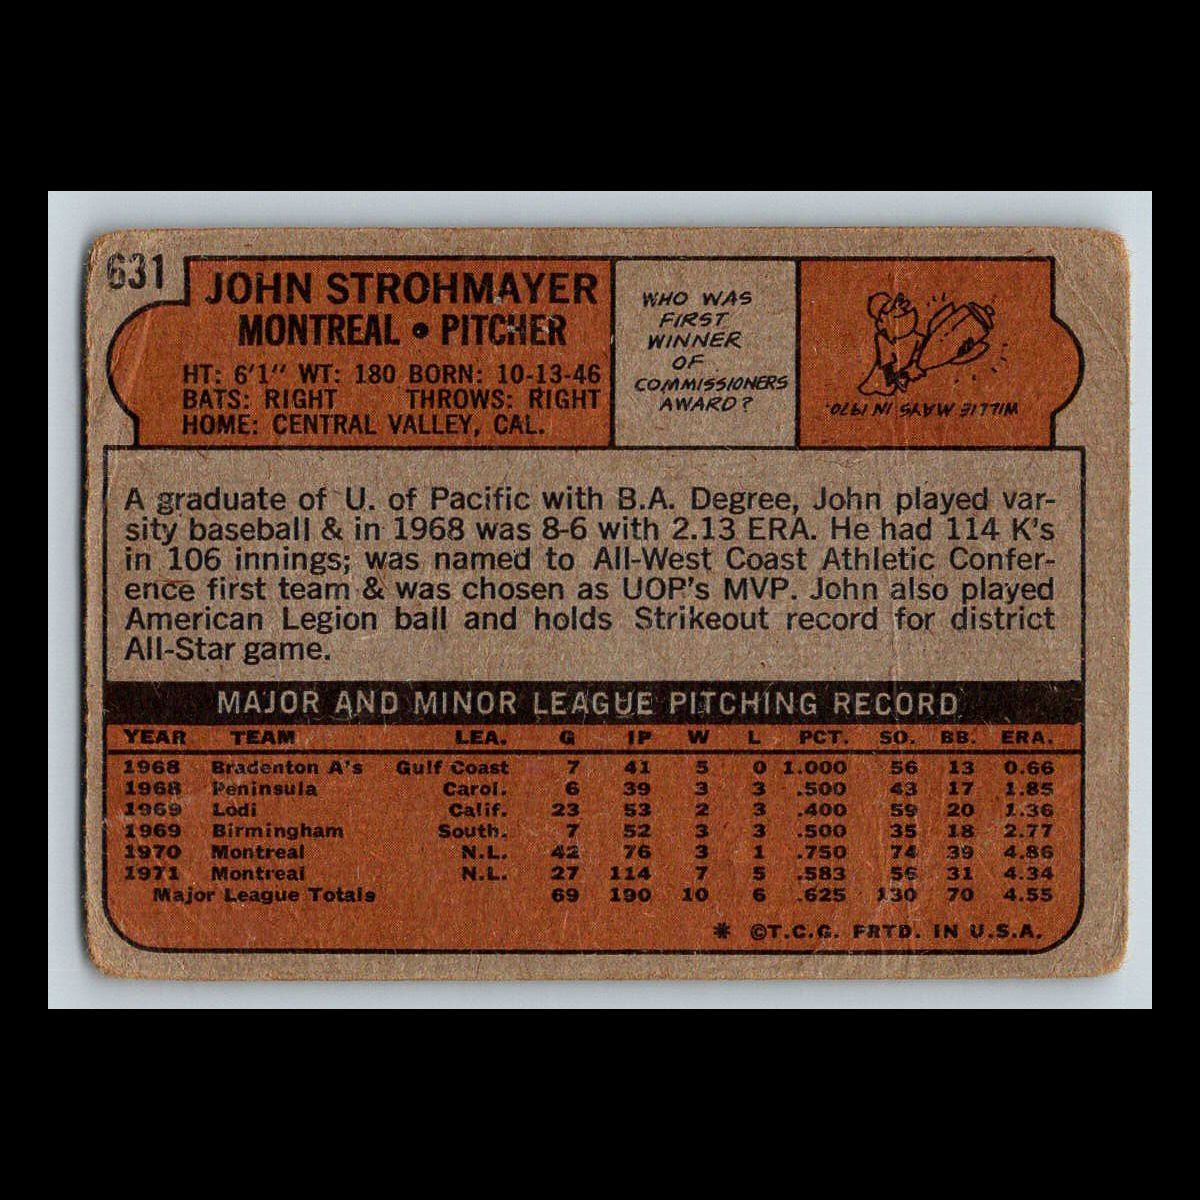 631
JOHN STROHMAYER
MONTREAL • PITCHER
HT: 6'1" WT: 180 BORN: 10-13-46
BATS: RIGHT THROWS: RIGHT
HOME: CENTRAL VALLEY, CAL.
WHO WAS
FIRST
WINNER
OF
COMMISSIONERS
AWARD?
WILLIE MAYS IN 1970.
A graduate of U. of Pacific with B.A. Degree, John played var-
sity baseball & in 1968 was 8-6 with 2.13 ERA. He had 114 K's
in 106 innings; was named to All-West Coast Athletic Confer-
ence first team & was chosen as UOP's MVP. John also played
American Legion ball and holds Strikeout record for district
All-Star game.
MAJOR AND MINOR LEAGUE PITCHING RECORD
YEAR TEAM LEA. G IP W L PCT. SO. BB. ERA.
1968 Bradenton A's Gulf Coast 7 41 5 0 1.000 56 13 0.66
1968 Peninsula Carol. 6 39 3 3 .500 43 17 1.85
1969 Lodi Calif. 23 53 2 3 .400 59 20 1.36
1969 Birmingham South. 7 52 3 3 .500 35 18 2.77
1970 Montreal N.L. 42 76 3 1 .750 74 39 4.86
1971 Montreal N.L. 27 114 7 5 .583 56 31 4.34
Major League Totals 69 190 10 6 .625 130 70 4.55
* ©T.C.G. PRTD. IN U.S.A.